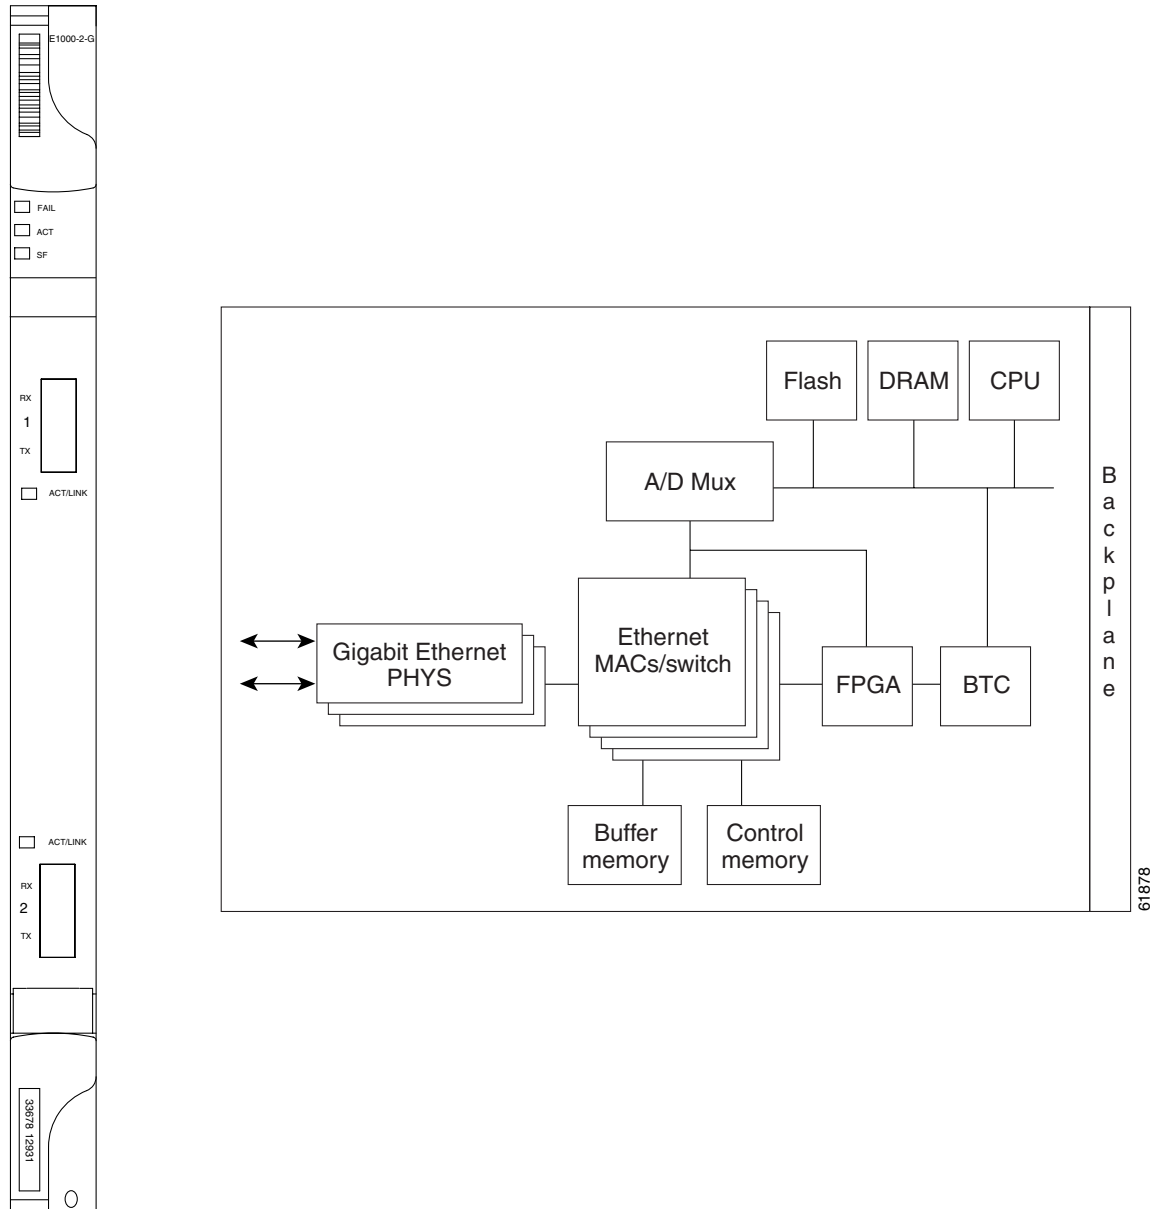 E1000-2-G
FAIL
ACT
SF
RX
1
TX
ACT/LINK
ACT/LINK
RX
2
TX
33678 12931
Flash
DRAM
CPU
A/D Mux
Ethernet
MACs/switch
Gigabit Ethernet
PHYS
FPGA
BTC
Buffer
memory
Control
memory
Backplane
61878